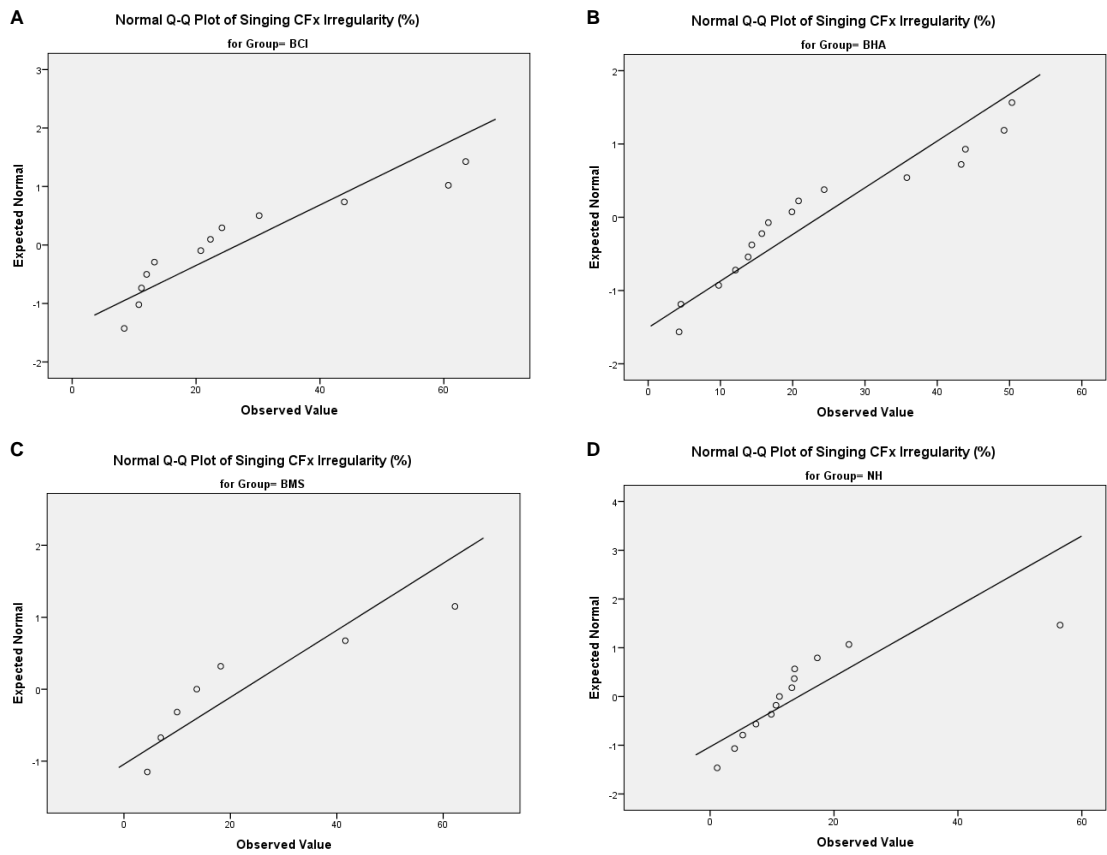 A
Normal Q-Q Plot of Singing CFx Irregularity (%)
for Group= BCI
Expected Normal
3
2
1
0
-1
-2
0 20 40 60
Observed Value
B
Normal Q-Q Plot of Singing CFx Irregularity (%)
for Group= BHA
Expected Normal
2
1
0
-1
-2
0 10 20 30 40 50 60
Observed Value
C
Normal Q-Q Plot of Singing CFx Irregularity (%)
for Group= BMS
Expected Normal
2
1
0
-1
0 20 40 60
Observed Value
D
Normal Q-Q Plot of Singing CFx Irregularity (%)
for Group= NH
Expected Normal
4
3
2
1
0
-1
-2
0 20 40 60
Observed Value